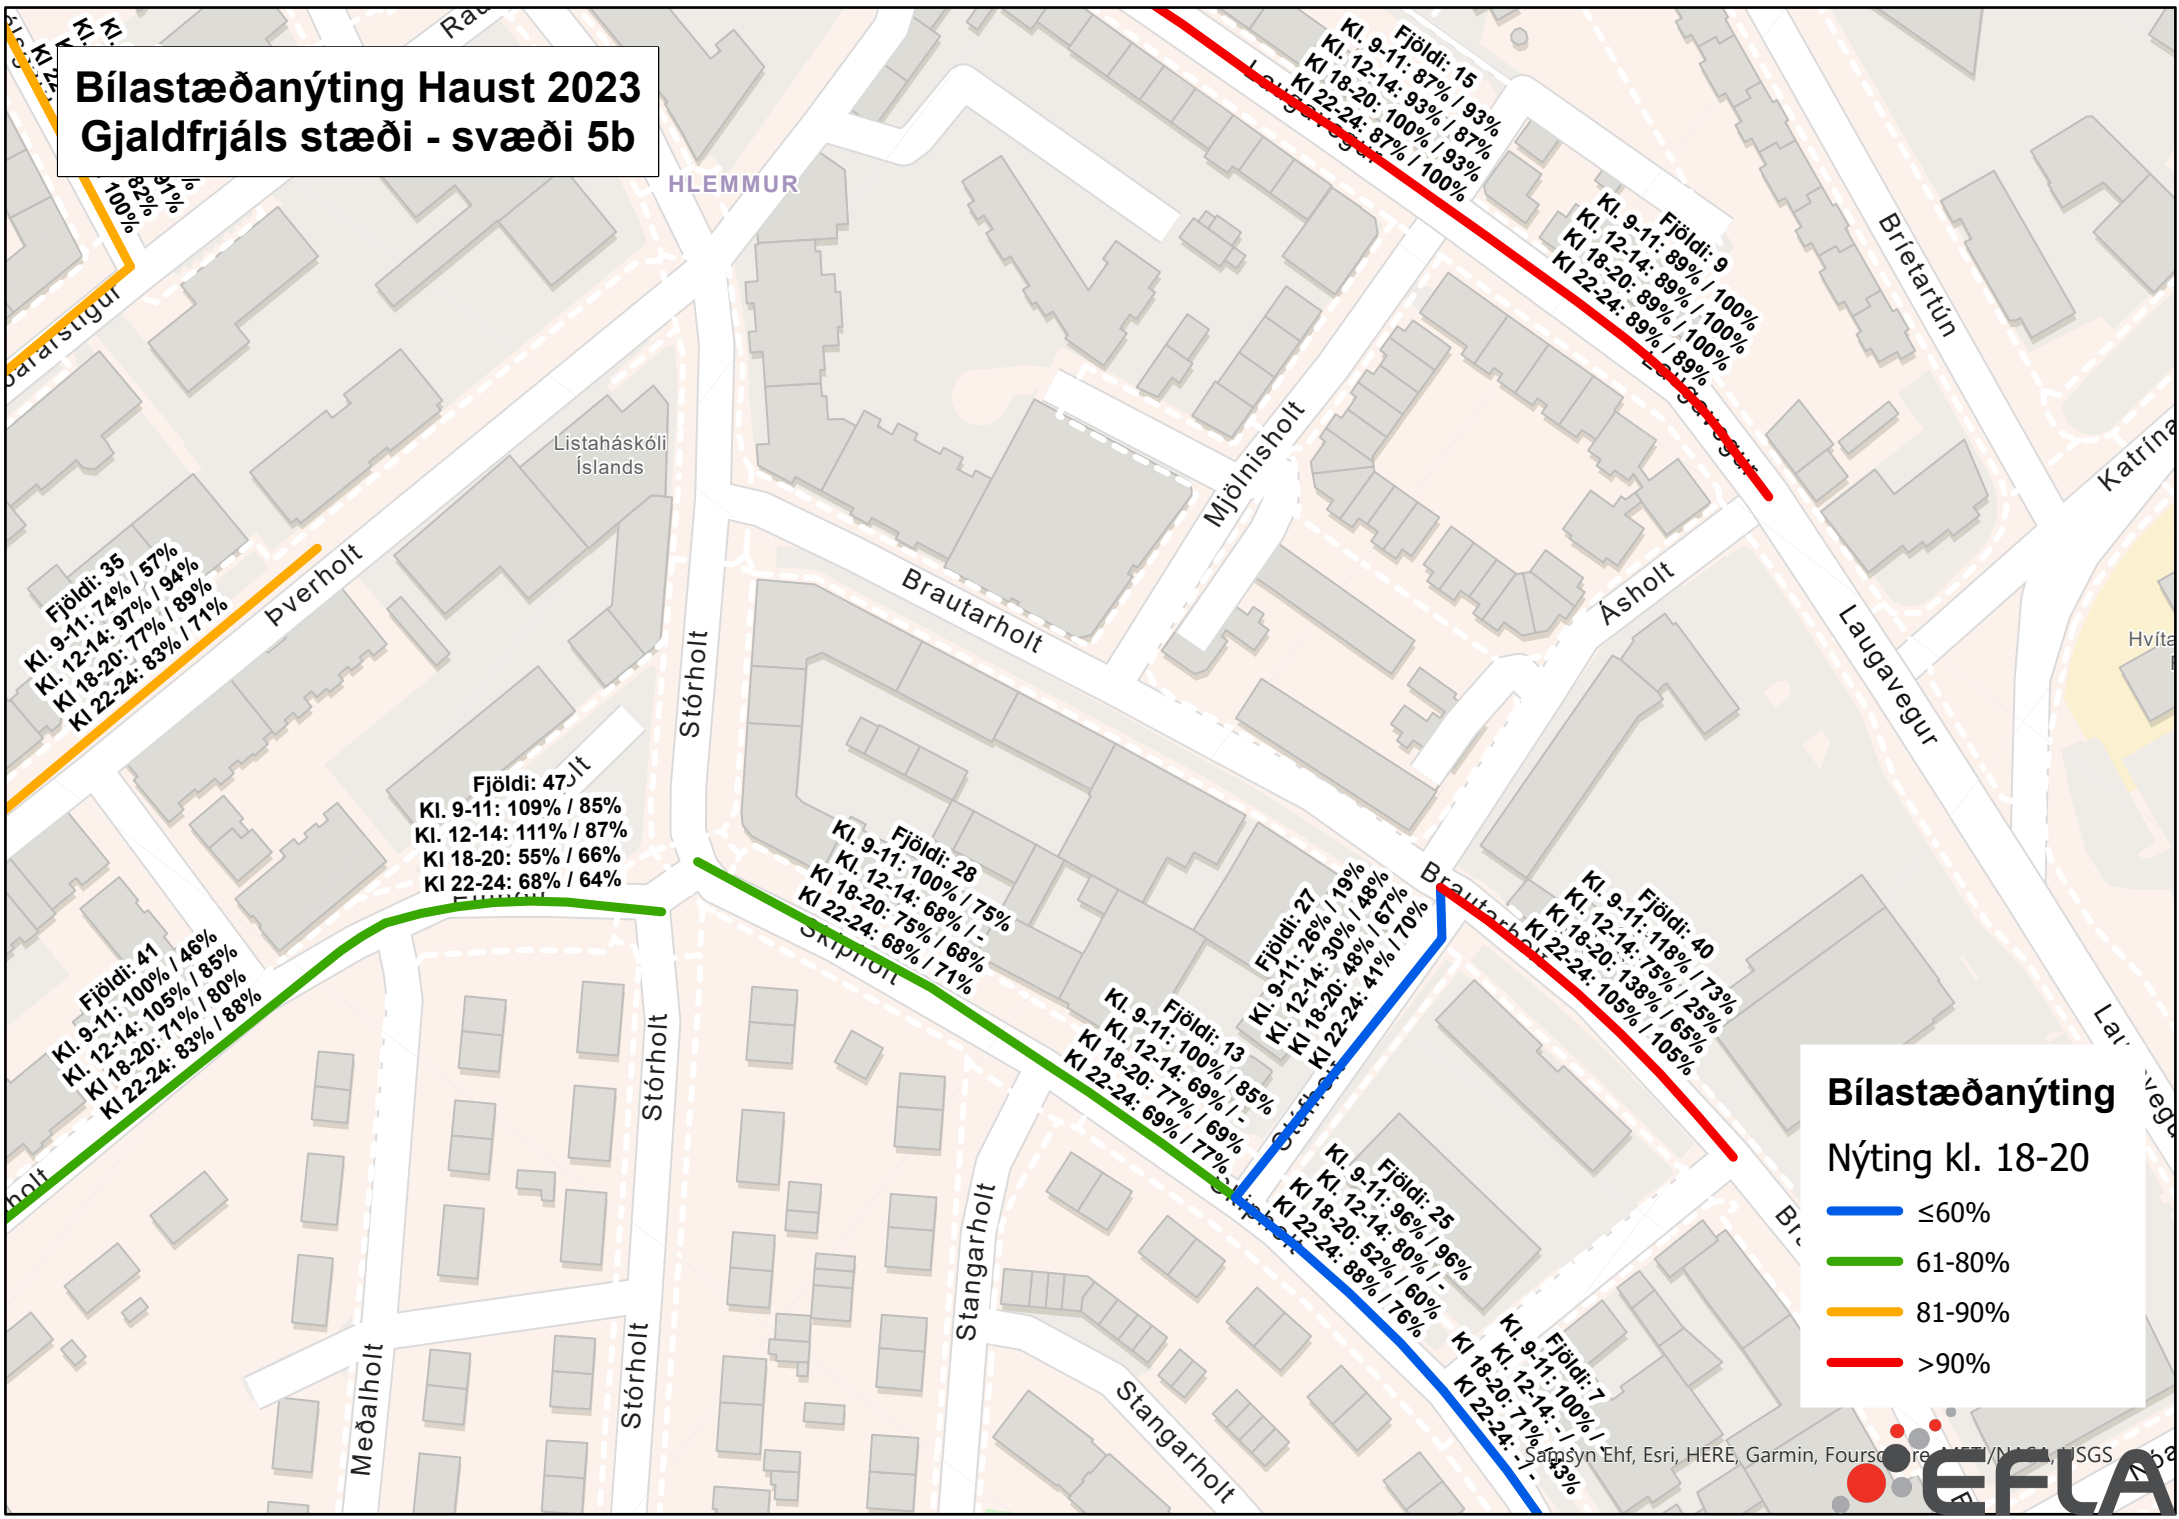 Bílastæðanýting Haust 2023
Gjaldfrjáls stæði - svæði 5b
91%
82%
100%
HLEMMUR
Fjöldi: 15
Kl. 9-11: 87% / 93%
Kl. 12-14: 93% / 87%
Kl 18-20: 100% / 93%
Kl 22-24: 87% / 100%
Laugavegur
Fjöldi: 9
Kl. 9-11: 89% / 100%
Kl. 12-14: 89% / 100%
Kl 18-20: 89% / 100%
Kl 22-24: 89% / 89%
Laugavegur
Bríetartún
Katrína
Listaháskóli
Íslands
Mjölnisholt
Brautarholt
Ásholt
Laugavegur
Hvíta
Þverholt
Fjöldi: 35
Kl. 9-11: 74% / 57%
Kl. 12-14: 97% / 94%
Kl 18-20: 77% / 89%
Kl 22-24: 83% / 71%
Stórholt
Fjöldi: 47
Kl. 9-11: 109% / 85%
Kl. 12-14: 111% / 87%
Kl 18-20: 55% / 66%
Kl 22-24: 68% / 64%
Fjöldi: 41
Kl. 9-11: 100% / 46%
Kl. 12-14: 105% / 85%
Kl 18-20: 71% / 80%
Kl 22-24: 83% / 88%
holt
Fjöldi: 28
Kl. 9-11: 100% / 75%
Kl. 12-14: 68% / -
Kl 18-20: 75% / 68%
Kl 22-24: 68% / 71%
Skipholt
Fjöldi: 27
Kl. 9-11: 26% / 19%
Kl. 12-14: 30% / 48%
Kl 18-20: 48% / 67%
Kl 22-24: 41% / 70%
Brautarholt
Fjöldi: 40
Kl. 9-11: 118% / 73%
Kl. 12-14: 75% / 25%
Kl 18-20: 138% / 65%
Kl 22-24: 105% / 105%
Fjöldi: 13
Kl. 9-11: 100% / 85%
Kl. 12-14: 69% / -
Kl 18-20: 77% / 69%
Kl 22-24: 69% / 77%
Skipholt
Fjöldi: 25
Kl. 9-11: 96% / 96%
Kl. 12-14: 80% / -
Kl 18-20: 52% / 60%
Kl 22-24: 88% / 76%
Fjöldi: 7
Kl. 9-11: 100% / -
Kl. 12-14: - / -
Kl 18-20: 71% / 43%
Kl 22-24: - / -
Stórholt
Stangarholt
Meðalholt
Stórholt
Stangarholt
Bílastæðanýting
Nýting kl. 18-20
≤60%
61-80%
81-90%
>90%
Samsyn Ehf, Esri, HERE, Garmin, Foursquare, METI/NASA, USGS
EFLA